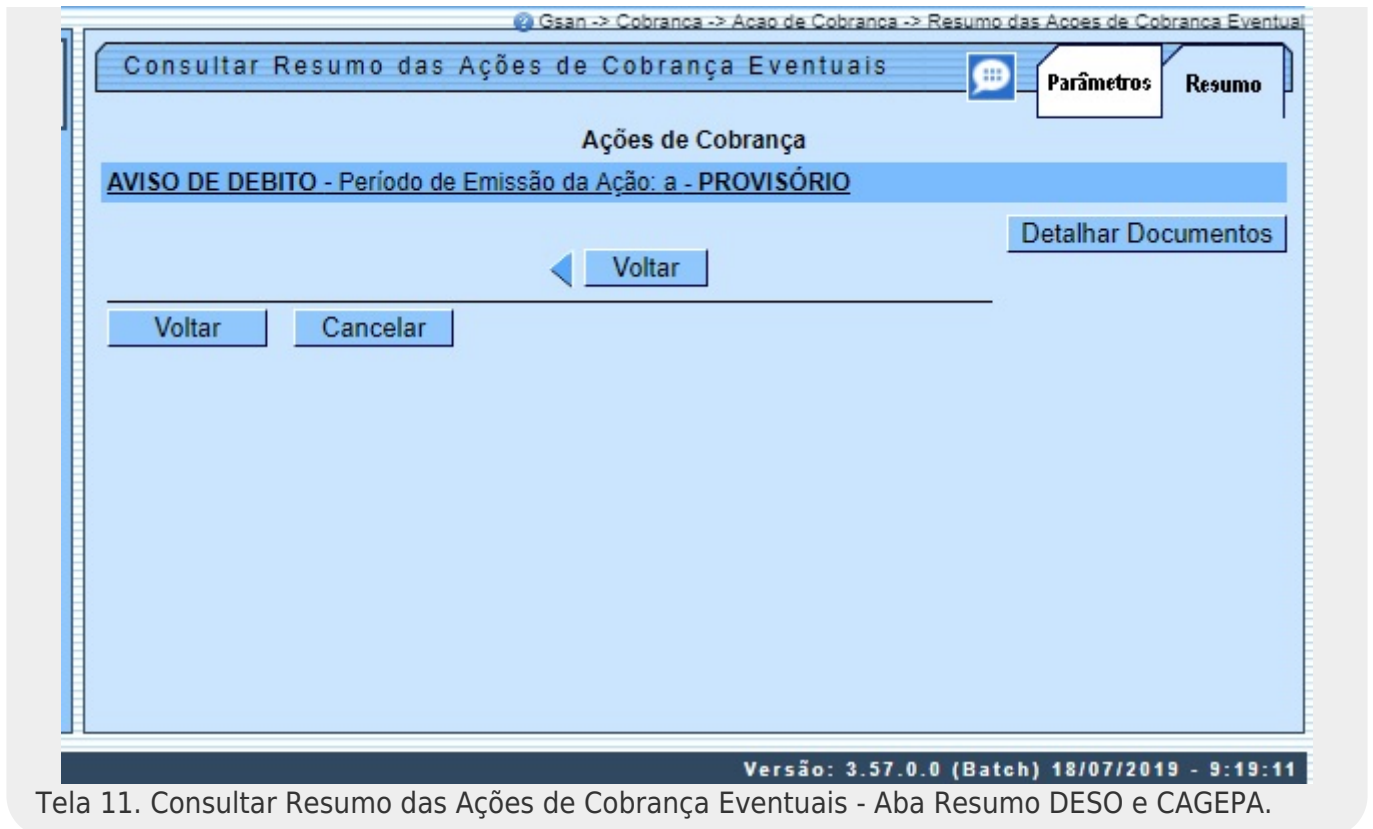 Gsan -> Cobranca -> Acao de Cobranca -> Resumo das Acoes de Cobranca Eventual
Consultar Resumo das Ações de Cobrança Eventuais
Parâmetros
Resumo
Ações de Cobrança
AVISO DE DEBITO - Período de Emissão da Ação: a - PROVISÓRIO
Detalhar Documentos
Voltar
Voltar Cancelar
Versão: 3.57.0.0 (Batch) 18/07/2019 - 9:19:11
Tela 11. Consultar Resumo das Ações de Cobrança Eventuais - Aba Resumo DESO e CAGEPA.